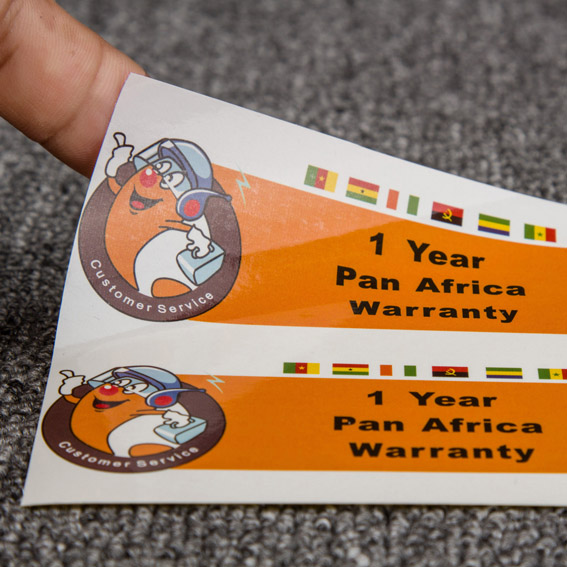 Customer Service
1 Year
Pan Africa
Warranty
Customer Service
1 Year
Pan Africa
Warranty